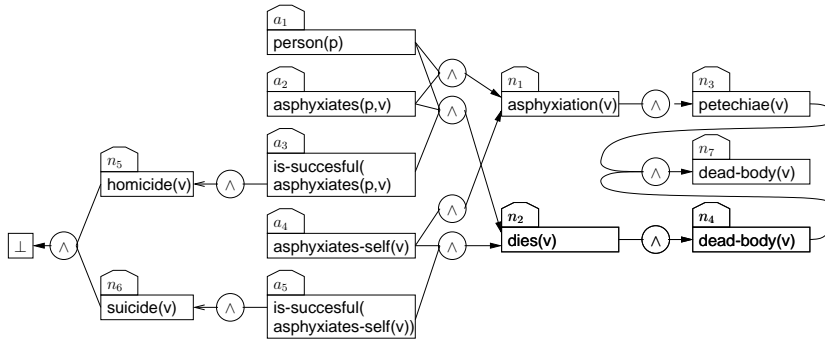 a1
person(p)
a2
asphyxiates(p,v)
a3
is-succesful(
asphyxiates(p,v)
a4
asphyxiates-self(v)
a5
is-succesful(
asphyxiates-self(v))
n5
homicide(v)
n6
suicide(v)
⊥
∧
∧
∧
∧
∧
∧
∧
n1
asphyxiation(v)
∧
n3
petechiae(v)
n7
∧
dead-body(v)
n2
dies(v)
∧
n4
dead-body(v)